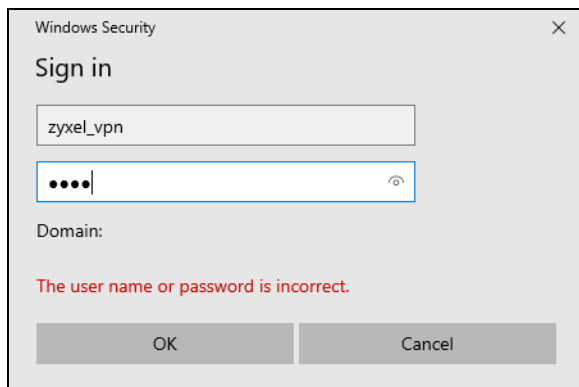 Windows Security
Sign in
zyxel_vpn
●●●●
Domain:
The user name or password is incorrect.
OK
Cancel